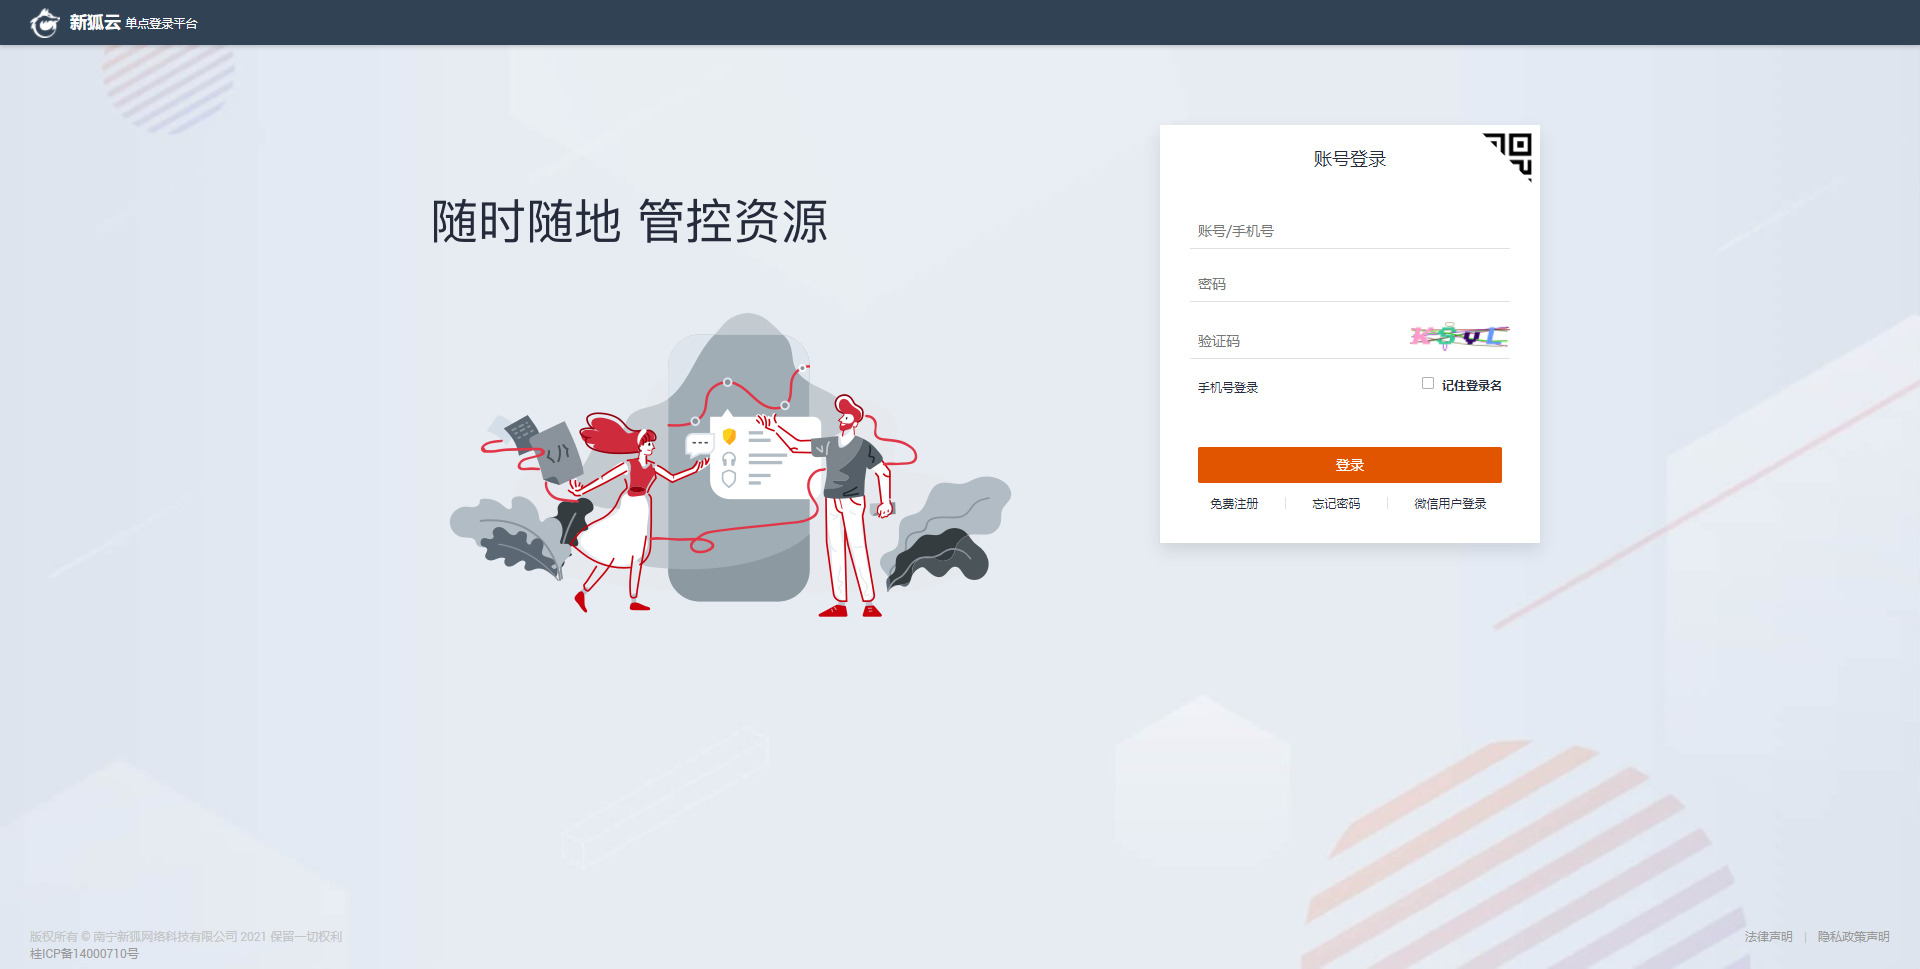 新狐云 单点登录平台
账号登录
随时随地 管控资源
账号/手机号
密码
验证码 KSVL
手机号登录 记住登录名
登录
免费注册 忘记密码 微信用户登录
版权所有 © 南宁新狐网络科技有限公司 2021 保留一切权利
桂ICP备14000710号
法律声明 | 隐私政策声明